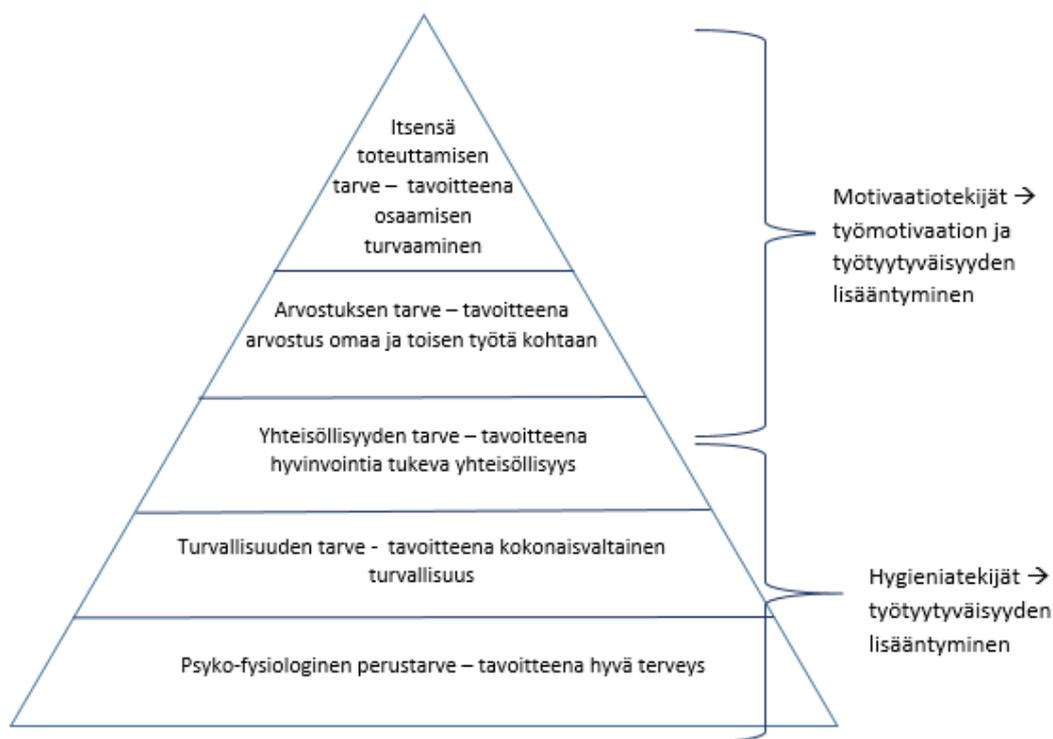 Itsensä
toteuttamisen
tarve – tavoitteena
osaamisen
turvaaminen
Arvostuksen tarve – tavoitteena
arvostus omaa ja toisen työtä kohtaan
Yhteisöllisyyden tarve – tavoitteena
hyvinvointia tukeva yhteisöllisyys
Turvallisuuden tarve - tavoitteena kokonaisvaltainen
turvallisuus
Psyko-fysiologinen perustarve – tavoitteena hyvä terveys
Motivaatiotekijät →
työmotivaation ja
työtyytyväisyyden
lisääntyminen
Hygieniatekijät →
työtyytyväisyyden
lisääntyminen